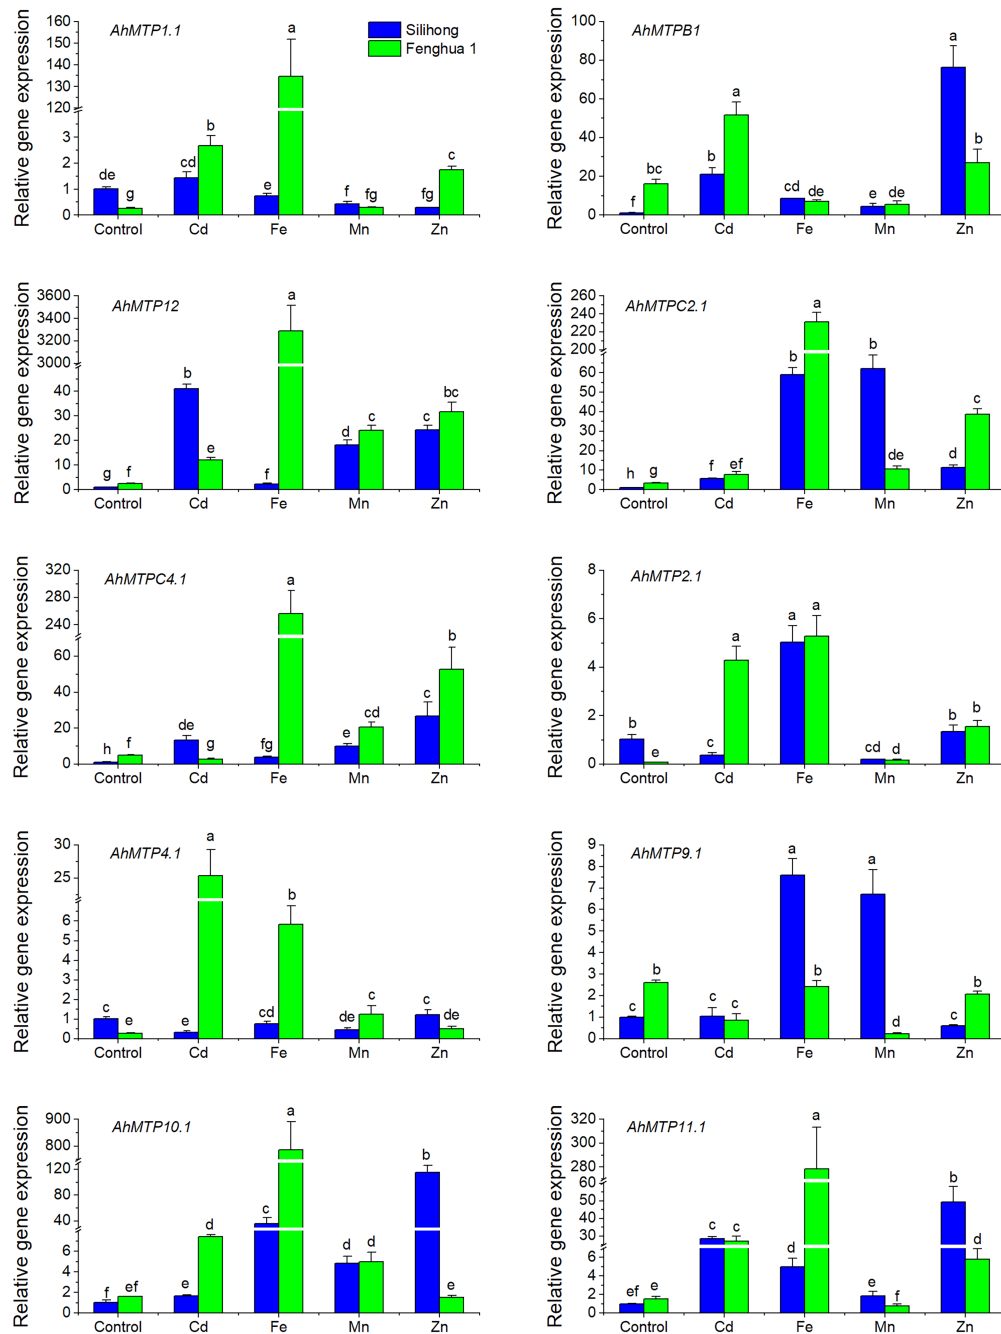 Relative gene expression
AhMTP1.1
Silihong
Fenghua 1
160
150
140
130
120
3
2
1
0
de
g
cd
b
e
a
f
fg
fg
c
Control Cd Fe Mn Zn
Relative gene expression
AhMTPB1
100
80
60
40
20
0
f
bc
b
a
cd
de
e
de
a
b
Control Cd Fe Mn Zn
Relative gene expression
AhMTP12
3600
3300
3000
40
30
20
10
0
g
f
b
e
f
a
d
c
c
bc
Control Cd Fe Mn Zn
Relative gene expression
AhMTPC2.1
260
240
220
200
60
50
40
30
20
10
0
h
g
f
ef
b
a
b
de
d
c
Control Cd Fe Mn Zn
Relative gene expression
AhMTPC4.1
320
280
240
60
40
20
0
h
f
de
g
fg
a
e
cd
c
b
Control Cd Fe Mn Zn
Relative gene expression
AhMTP2.1
8
6
4
2
0
b
e
c
a
a
a
cd
d
b
b
Control Cd Fe Mn Zn
Relative gene expression
AhMTP4.1
30
25
6
5
4
3
2
1
0
c
e
e
a
cd
b
de
c
c
de
Control Cd Fe Mn Zn
Relative gene expression
AhMTP9.1
9
8
7
6
5
4
3
2
1
0
c
b
c
c
a
b
a
d
c
b
Control Cd Fe Mn Zn
Relative gene expression
AhMTP10.1
900
800
120
80
40
6
4
2
0
f
ef
e
d
c
a
d
d
b
e
Control Cd Fe Mn Zn
Relative gene expression
AhMTP11.1
320
300
280
60
50
40
30
6
4
2
0
ef
e
c
c
d
a
e
f
b
d
Control Cd Fe Mn Zn